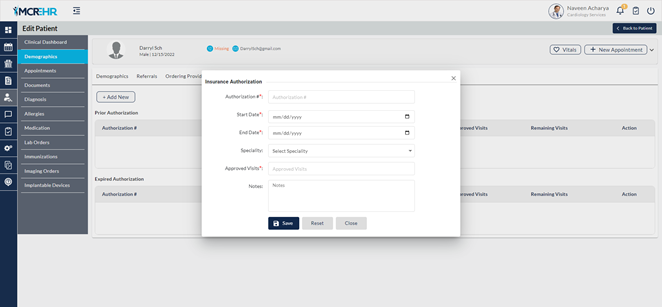 MCREHR
Naveen Acharya
Cardiology Services
Edit Patient
Back to Patient
Clinical Dashboard
Demographics
Appointments
Documents
Diagnosis
Allergies
Medication
Lab Orders
Immunizations
Imaging Orders
Implantable Devices
Darryl Sch
Male | 12/15/2022
Missing
DarrylSch@gmail.com
Vitals
+ New Appointment
Demographics Referrals Ordering Provid
+ Add New
Prior Authorization
Authorization #
Approved Visits
Remaining Visits
Action
Expired Authorization
Authorization #
Approved Visits
Remaining Visits
Action
Insurance Authorization
Authorization #*:
Authorization #
Start Date*:
mm/dd/yyyy
End Date*:
mm/dd/yyyy
Speciality:
Select Speciality
Approved Visits*:
Approved Visits
Notes:
Notes
Save
Reset
Close